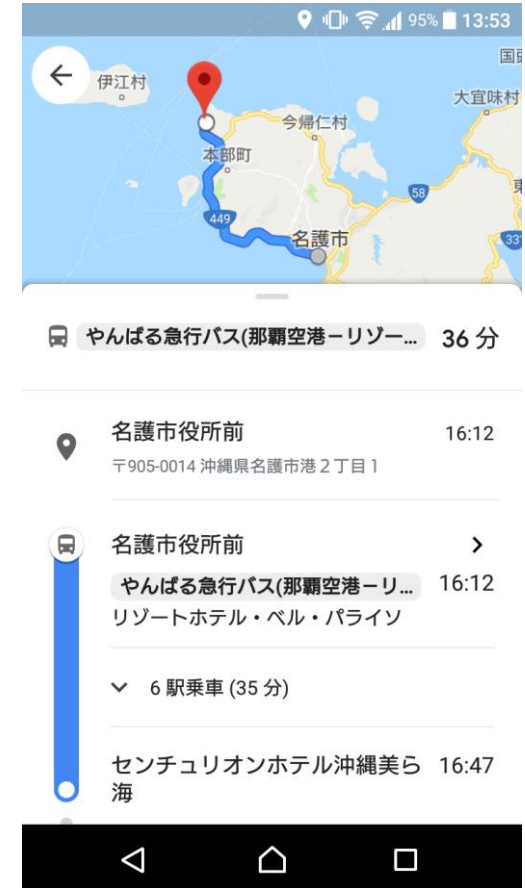 95% 13:53
国頭
伊江村
大宜味村
今帰仁村
本部町
58
449
名護市
331
やんばる急行バス(那覇空港ーリゾー... 36 分
名護市役所前 16:12
〒905-0014 沖縄県名護市港２丁目１
名護市役所前
やんばる急行バス(那覇空港ーリ... 16:12
リゾートホテル・ベル・パライソ
6 駅乗車 (35 分)
センチュリオンホテル沖縄美ら 16:47
海